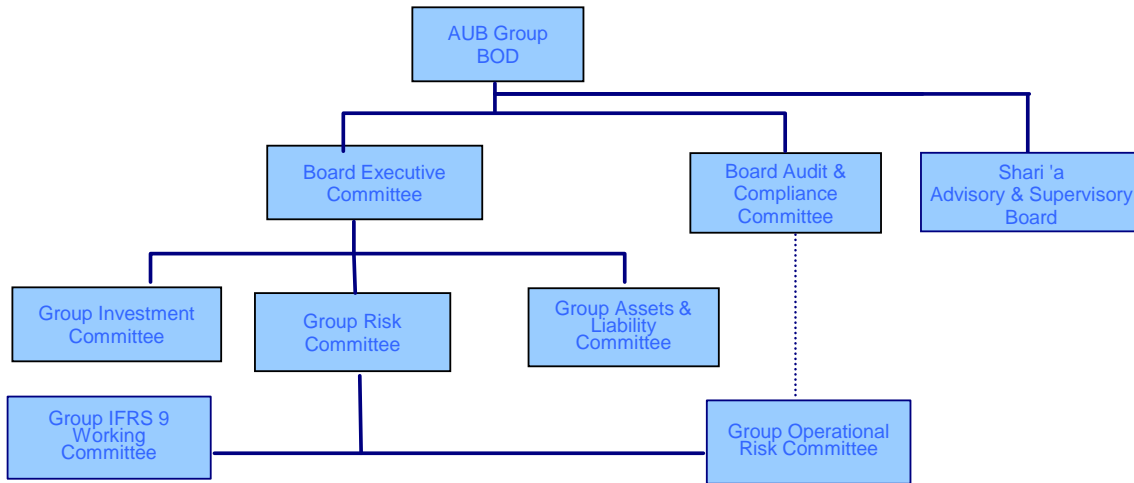 AUB Group
BOD
Board Executive
Committee
Board Audit &
Compliance
Committee
Shari 'a
Advisory & Supervisory
Board
Group Investment
Committee
Group Risk
Committee
Group Assets &
Liability
Committee
Group IFRS 9
Working
Committee
Group Operational
Risk Committee